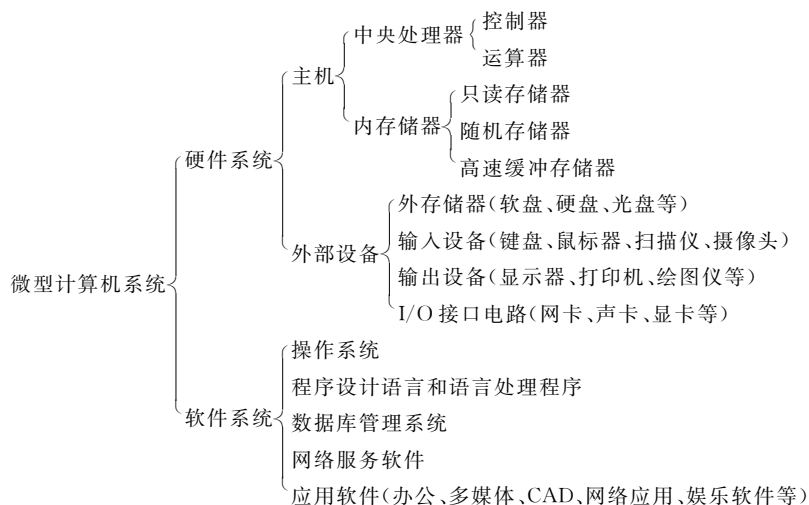 控制器
中央处理器
运算器
主机
只读存储器
内存储器
随机存储器
高速缓冲存储器
硬件系统
外存储器(软盘、硬盘、光盘等)
输入设备(键盘、鼠标器、扫描仪、摄像头)
外部设备
输出设备(显示器、打印机、绘图仪等)
I/O 接口电路(网卡、声卡、显卡等)
微型计算机系统
操作系统
程序设计语言和语言处理程序
软件系统
数据库管理系统
网络服务软件
应用软件(办公、多媒体、CAD、网络应用、娱乐软件等)